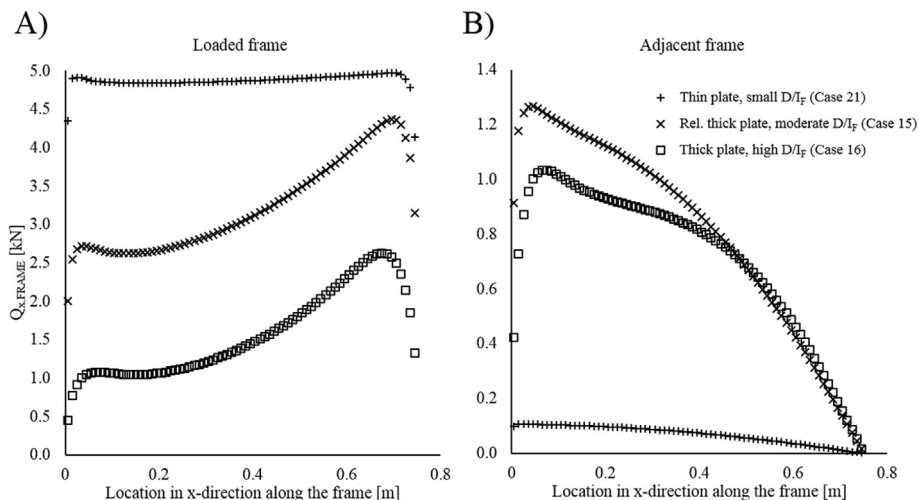 A)
Loaded frame
5.0
4.5
4.0
3.5
3.0
2.5
2.0
1.5
1.0
0.5
0.0
Q_x,FRAME [kN]
0
0.2
0.4
0.6
0.8
Location in x-direction along the frame [m]
B)
Adjacent frame
1.4
1.2
1.0
0.8
0.6
0.4
0.2
0.0
Thin plate, small D/I_F (Case 21)
Rel. thick plate, moderate D/I_F (Case 15)
Thick plate, high D/I_F (Case 16)
0
0.2
0.4
0.6
0.8
Location in x-direction along the frame [m]